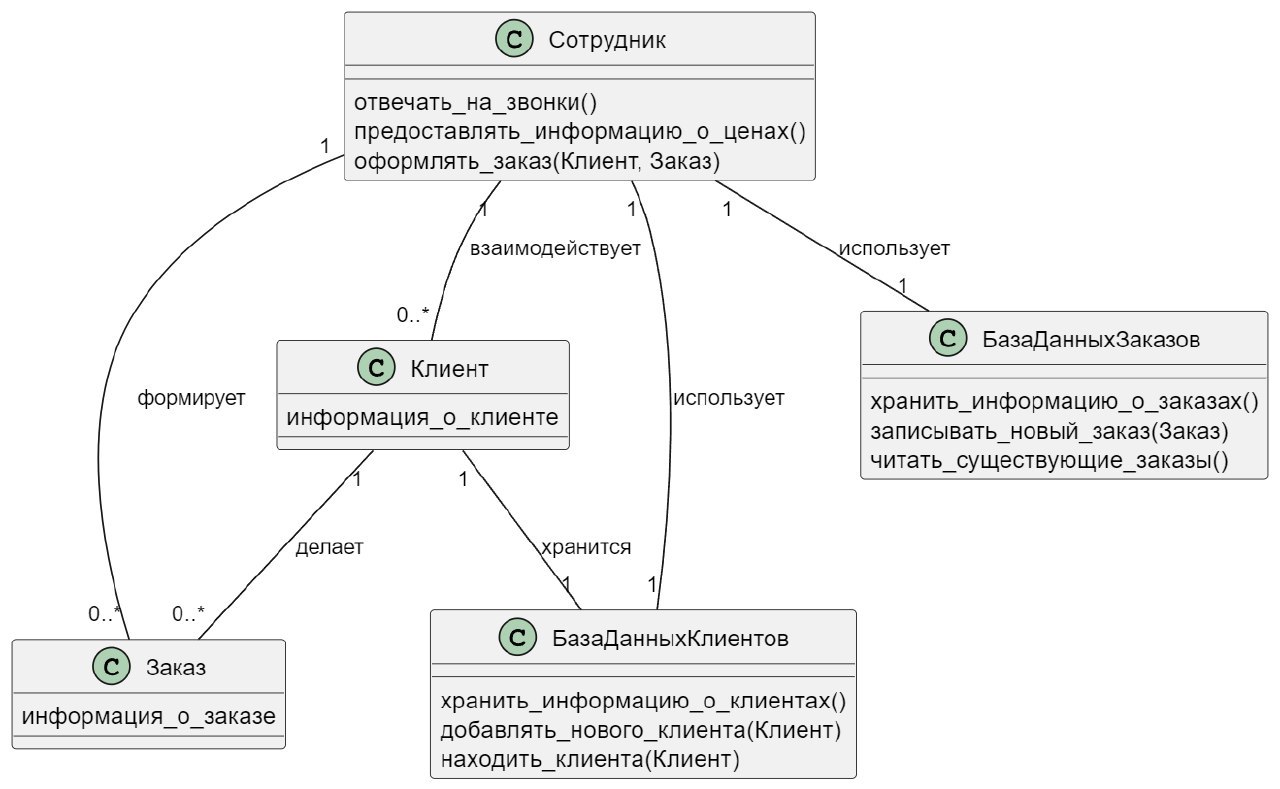 C Сотрудник
отвечать_на_звонки()
предоставлять_информацию_о_ценах()
оформлять_заказ(Клиент, Заказ)
1
1
1
1
взаимодействует
использует
1
0..*
C БазаДанныхЗаказов
хранить_информацию_о_заказах()
записывать_новый_заказ(Заказ)
читать_существующие_заказы()
C Клиент
информация_о_клиенте
формирует
использует
1
1
делает
хранится
1
1
0..*
0..*
C Заказ
информация_о_заказе
C БазаДанныхКлиентов
хранить_информацию_о_клиентах()
добавлять_нового_клиента(Клиент)
находить_клиента(Клиент)